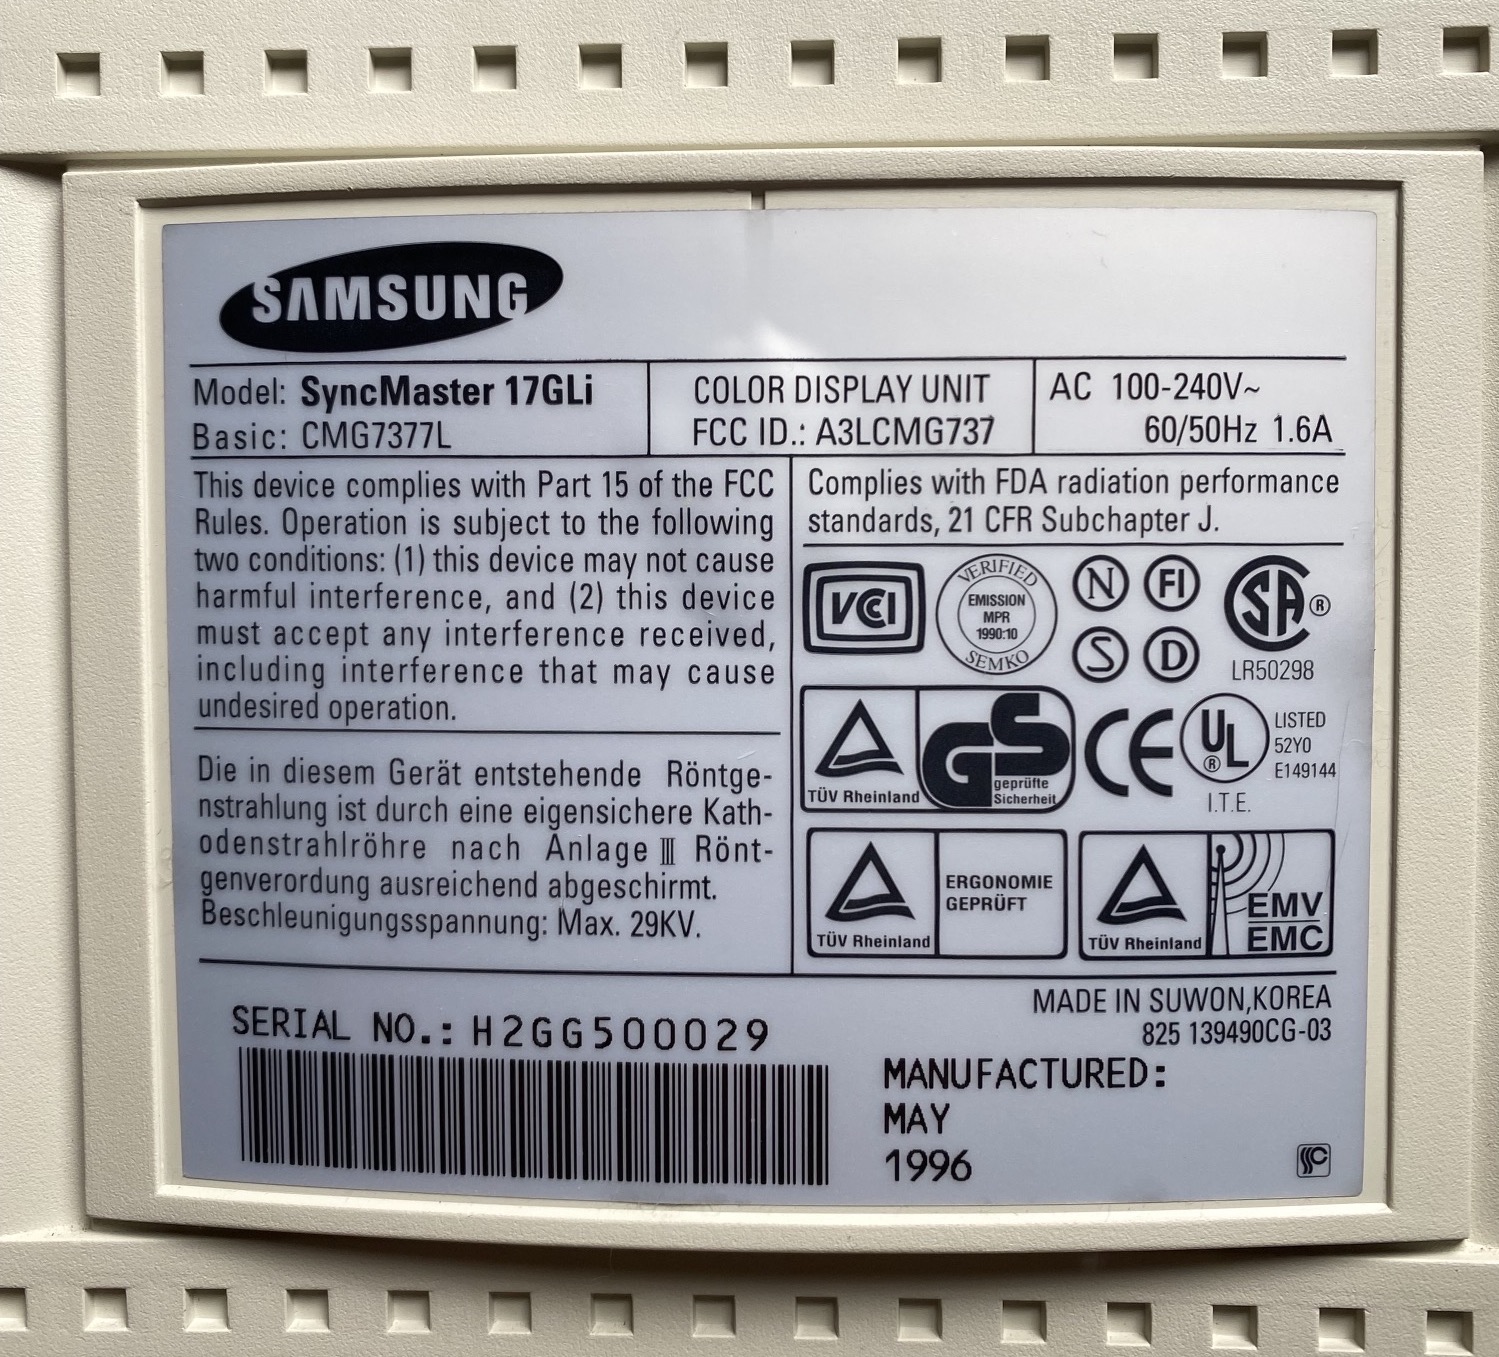 SAMSUNG
Model: SyncMaster 17GLi
Basic: CMG7377L
COLOR DISPLAY UNIT
FCC ID.: A3LCMG737
AC 100-240V~
60/50Hz 1.6A
This device complies with Part 15 of the FCC
Rules. Operation is subject to the following
two conditions: (1) this device may not cause
harmful interference, and (2) this device
must accept any interference received,
including interference that may cause
undesired operation.
Die in diesem Gerät entstehende Röntge-
nstrahlung ist durch eine eigensichere Kath-
odenstrahlröhre nach Anlage III Rönt-
genverordung ausreichend abgeschirmt.
Beschleunigungsspannung: Max. 29KV.
Complies with FDA radiation performance
standards, 21 CFR Subchapter J.
VCCI
VERIFIED
EMISSION
MPR
1990:10
SEMKO
N FI
S D
SA ®
LR50298
TÜV Rheinland
GS
geprüfte
Sicherheit
CE
UL ®
LISTED
52Y0
E149144
I.T.E.
TÜV Rheinland
ERGONOMIE
GEPRÜFT
TÜV Rheinland
EMV
EMC
SERIAL NO.: H2GG500029
MADE IN SUWON,KOREA
825 139490CG-03
MANUFACTURED:
MAY
1996